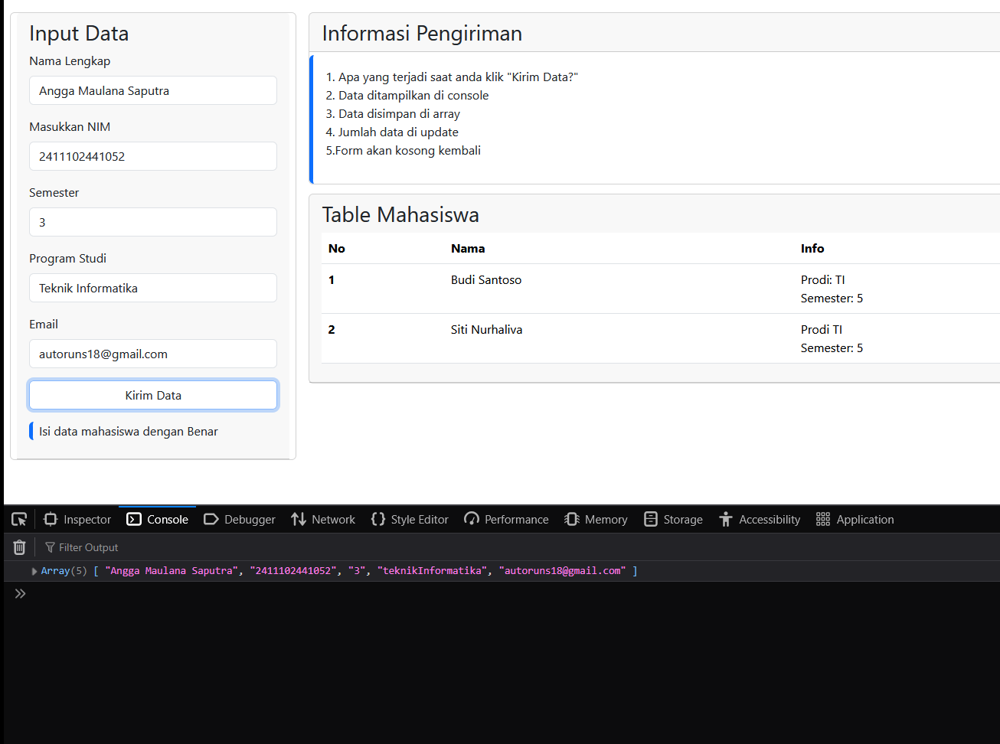 Input Data
Nama Lengkap
Angga Maulana Saputra
Masukkan NIM
2411102441052
Semester
3
Program Studi
Teknik Informatika
Email
autoruns18@gmail.com
Kirim Data
Isi data mahasiswa dengan Benar
Informasi Pengiriman
1. Apa yang terjadi saat anda klik "Kirim Data?"
2. Data ditampilkan di console
3. Data disimpan di array
4. Jumlah data di update
5.Form akan kosong kembali
Table Mahasiswa
No Nama Info
1 Budi Santoso Prodi: TI
Semester: 5
2 Siti Nurhaliva Prodi TI
Semester: 5
Inspector Console Debugger Network Style Editor Performance Memory Storage Accessibility Application
Filter Output
Array(5) [ "Angga Maulana Saputra", "2411102441052", "3", "teknikInformatika", "autoruns18@gmail.com" ]